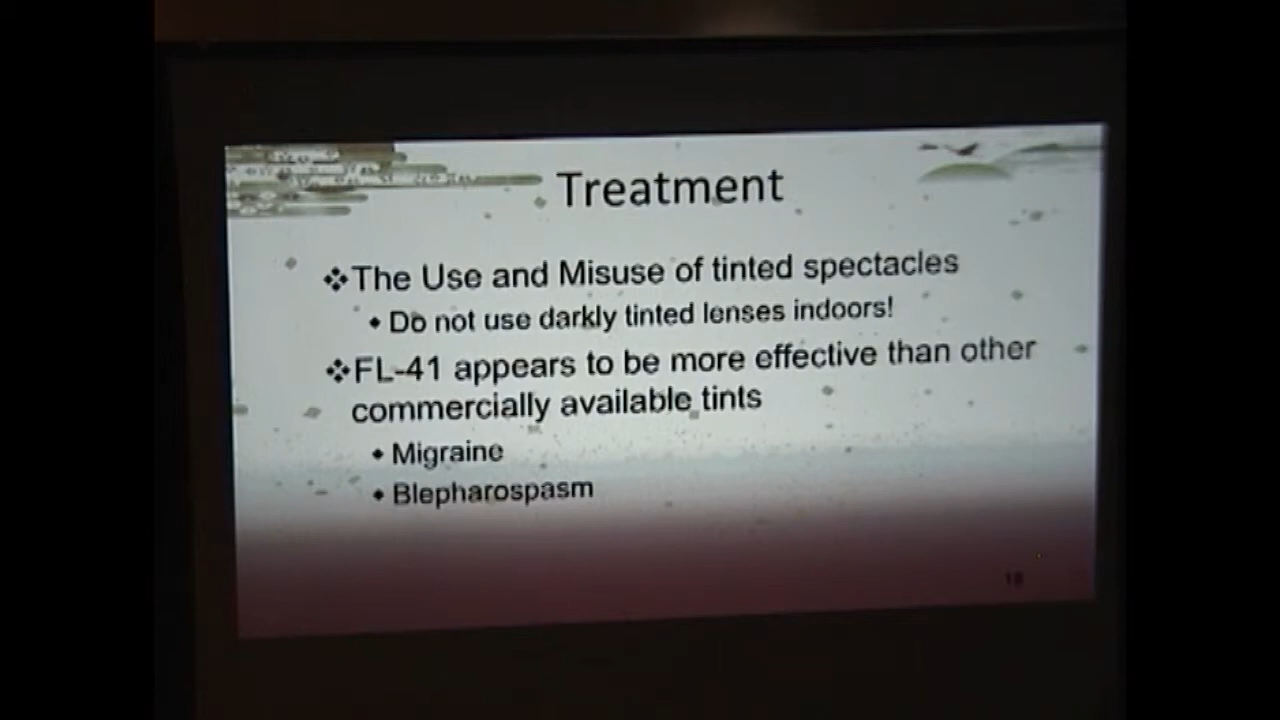 Treatment
❖The Use and Misuse of tinted spectacles
◆Do not use darkly tinted lenses indoors!
❖FL-41 appears to be more effective than other
commercially available tints
◆Migraine
◆Blepharospasm